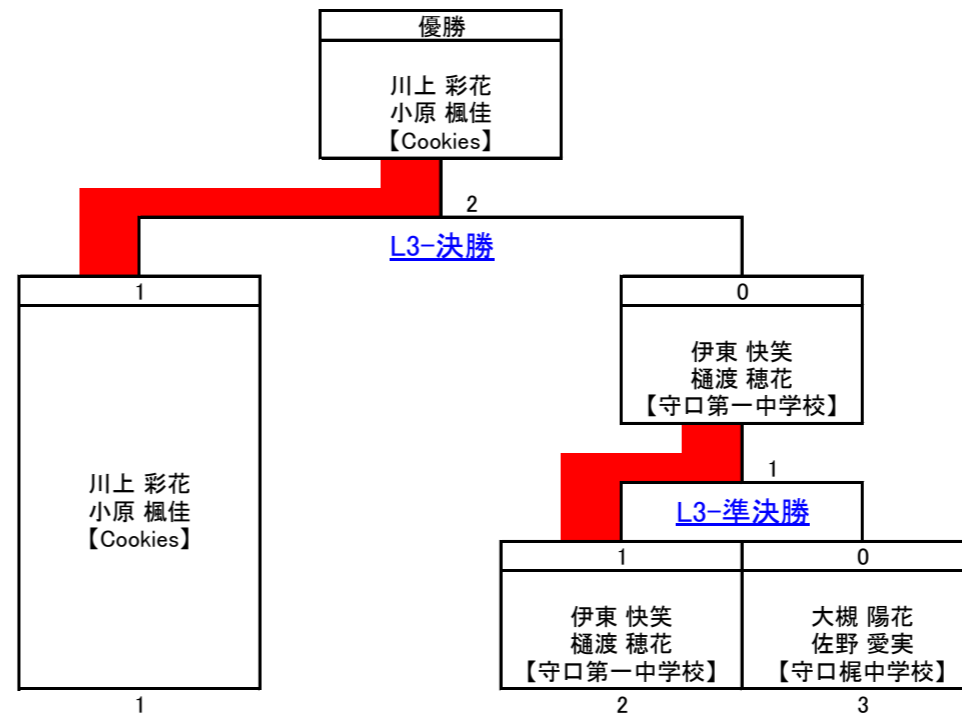 優勝
川上 彩花
小原 楓佳
【Cookies】
2
L3-決勝
1
0
伊東 快笑
樋渡 穂花
【守口第一中学校】
川上 彩花
小原 楓佳
【Cookies】
1
L3-準決勝
1
0
伊東 快笑
樋渡 穂花
【守口第一中学校】
大槻 陽花
佐野 愛実
【守口梶中学校】
1
2
3